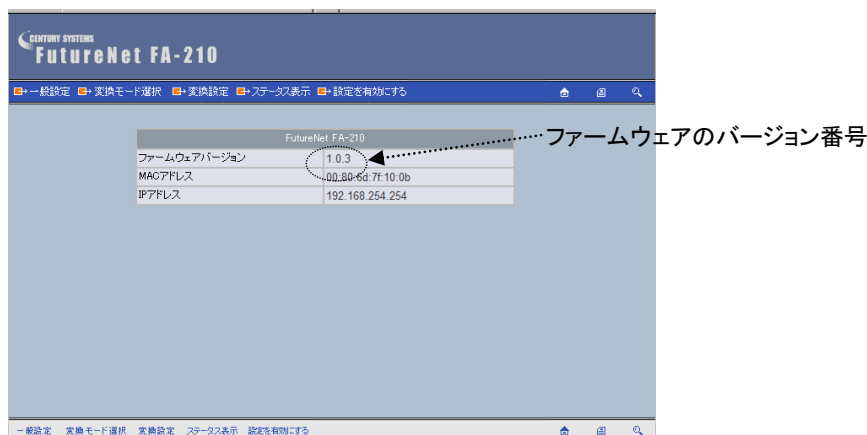 CENTURY SYSTEMS
FutureNet FA-210
一般設定 変換モード選択 変換設定 ステータス表示 設定を有効にする
FutureNet FA-210
ファームウェアバージョン 1.0.3
ファームウェアのバージョン番号
MACアドレス 00:80:6d:7f:10:0b
IPアドレス 192.168.254.254
一般設定 変換モード選択 変換設定 ステータス表示 設定を有効にする